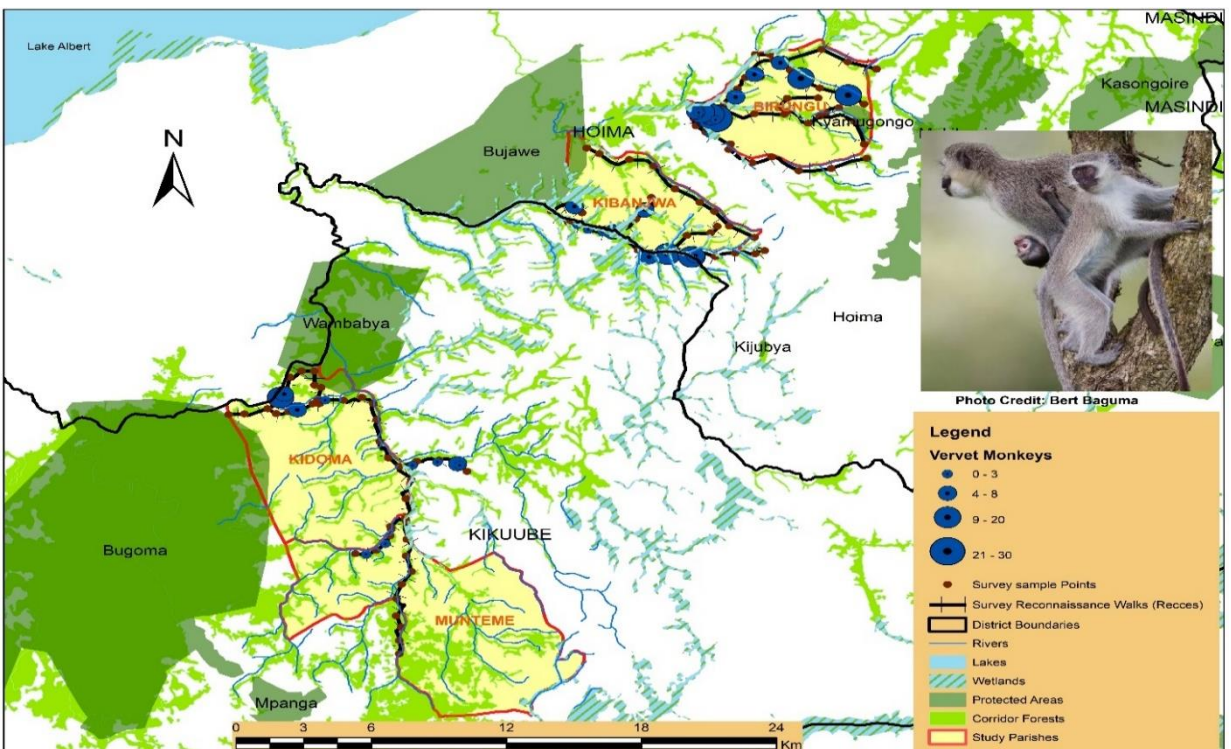 MASINDI
Lake Albert
Kasongoire
MASINDI
BIRUNGU
Kyamugongo
HOIMA
N
Bujawe
KIBANJWA
Wambabya
Hoima
Kijubya
Photo Credit: Bert Baguma
KIDOMA
Bugoma
KIKUUBE
MUNTEME
Mpanga
0 3 6 12 18 24
Km
Legend
Vervet Monkeys
0 - 3
4 - 8
9 - 20
21 - 30
Survey sample Points
Survey Reconnaissance Walks (Recces)
District Boundaries
Rivers
Lakes
Wetlands
Protected Areas
Corridor Forests
Study Parishes